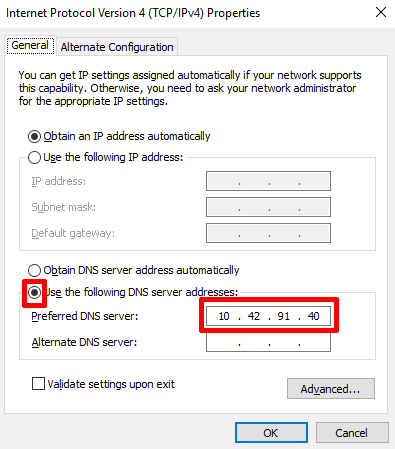 Internet Protocol Version 4 (TCP/IPv4) Properties
General
Alternate Configuration
You can get IP settings assigned automatically if your network supports
this capability. Otherwise, you need to ask your network administrator
for the appropriate IP settings.
Obtain an IP address automatically
Use the following IP address:
IP address:
. . .
Subnet mask:
. . .
Default gateway:
. . .
Obtain DNS server address automatically
Use the following DNS server addresses:
Preferred DNS server:
10 . 42 . 91 . 40
Alternate DNS server:
. . .
Validate settings upon exit
Advanced...
OK
Cancel